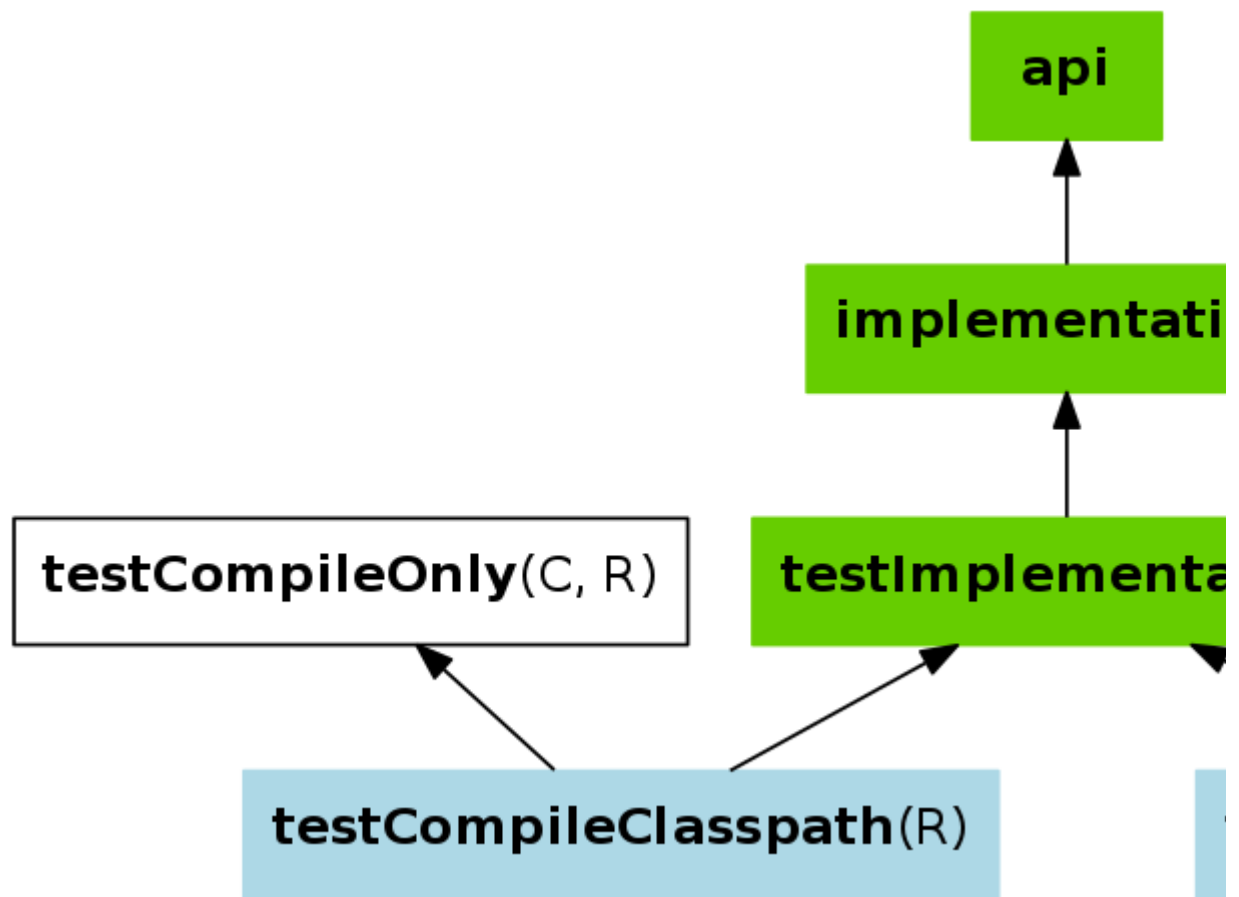 api
implementati
testCompileOnly(C, R)
testImplementa
testCompileClasspath(R)